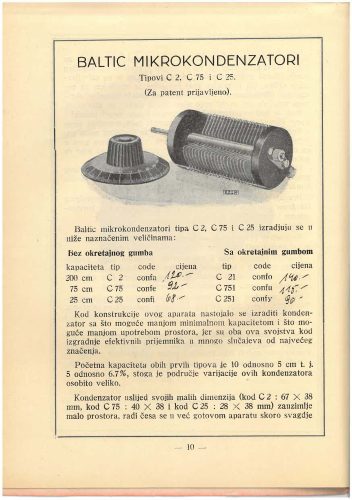 BALTIC MIKROKONDENZATORI
Tipovi C 2, C 75 i C 25.
(Za patent prijavljeno).
Baltic mikrokondenzatori tipa C 2, C 75 i C 25 izradjuju se u
niže naznačenim veličinama:
Bez okretajnog gumba Sa okretajnim gumbom
kapaciteta tip code cijena tip code cijena
200 cm C 2 confa 120.- C 21 confo 140.-
75 cm C 75 confe 92.- C 751 confu 115.-
25 cm C 25 confi 68.- C 251 confy 90.-
Kod konstrukcije ovog aparata nastojalo se izraditi konden-
zator sa što moguće manjom minimalnom kapacitetom i što mo-
guće manjom upotrebom prostora, jer su oba ova svojstva kod
izgradnje efektivnih prijemnika u mnogo slučajeva od najvećeg
značenja.
Početna kapaciteta obih prvih tipova je 10 odnosno 5 cm t. j.
5 odnosno 6.7%, stoga je područje varijacije ovih kondenzatora
osobito veliko.
Kondenzator uslijed svojih malih dimenzija (kod C 2 : 67 × 38
mm, kod C 75 : 40 × 38 i kod C 25 : 28 × 38 mm) zauzimlje
malo prostora, radi česa se u već gotovom aparatu skoro svagdje
— 10 —